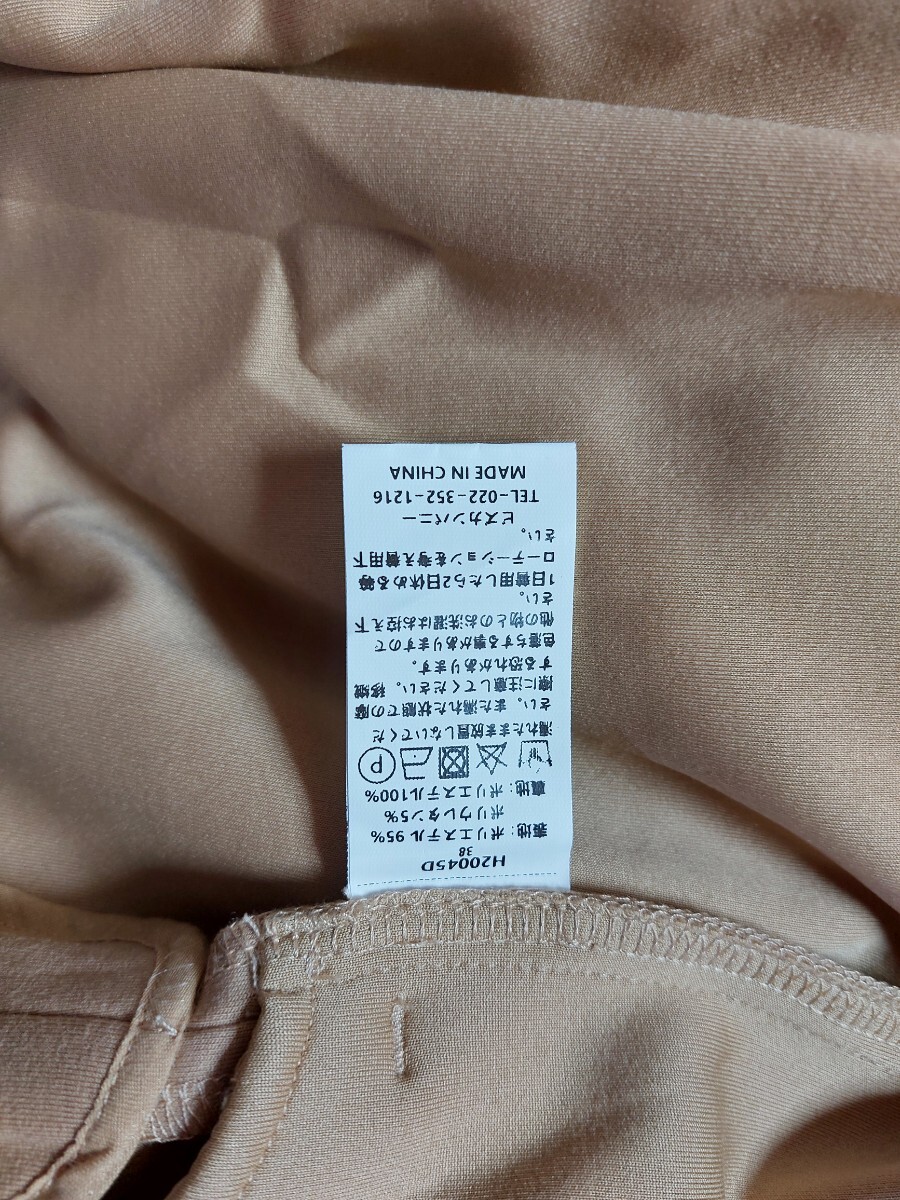 H20045D
38
表地：ポリエステル 95%
ポリウレタン5%
裏地：ポリエステル100%
P
濡れたまま放置しないでくだ
さい。また濡れた状態での摩
擦に注意してください。移染
する恐れがあります。
色落ちする事がありますので
他の物とのお洗濯はお控え下
さい。
1日着用したら2日休める等
ローテーションを考え着用下
さい。
ビズカンパニー
TEL-022-352-1216
MADE IN CHINA